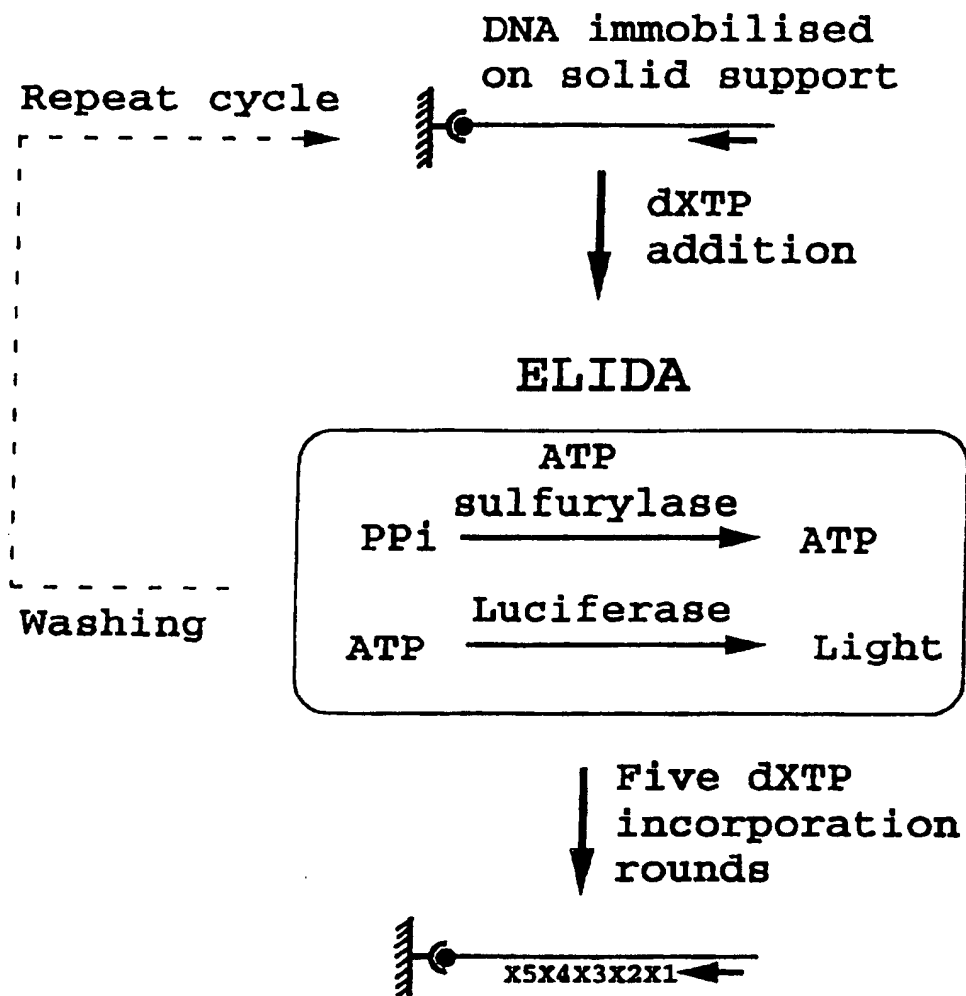 DNA immobilised
on solid support
Repeat cycle
dXTP
addition
ELIDA
ATP
sulfurylase
PPi
ATP
Washing
Luciferase
ATP
Light
Five dXTP
incorporation
rounds
X5X4X3X2X1